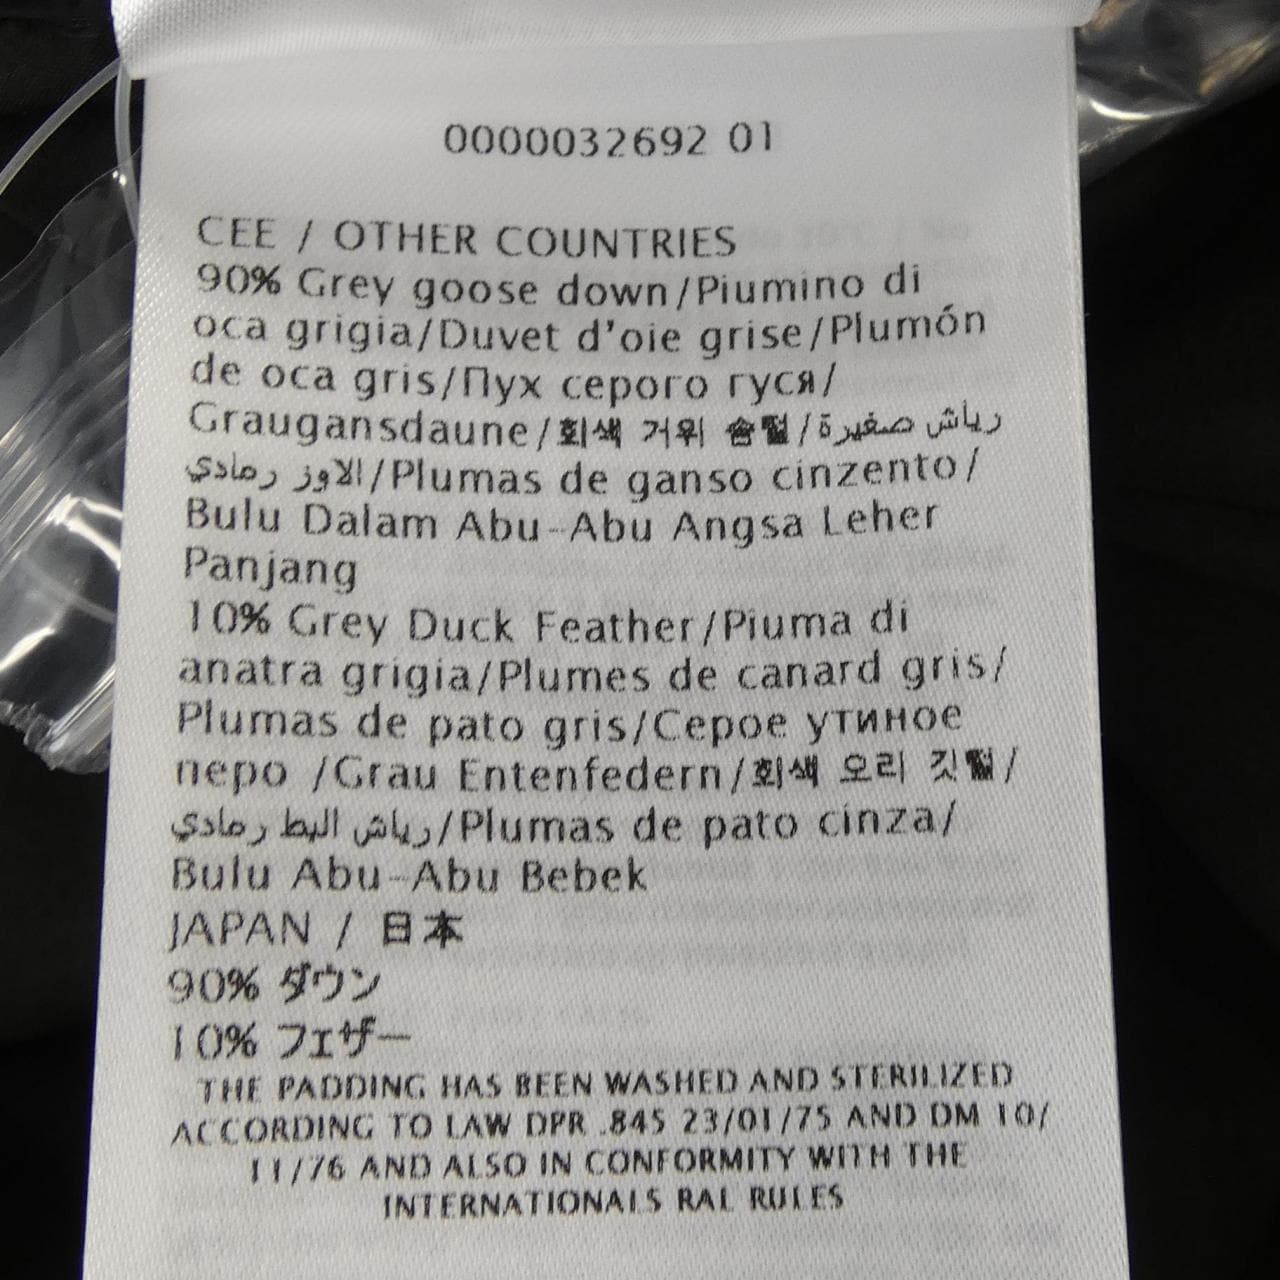 0000032692 01
CEE / OTHER COUNTRIES
90% Grey goose down/Piumino di
oca grigia/Duvet d'oie grise/Plumón
de oca gris/Пух серого гуся/
Graugansdaune/회색 거위 솜털/رياش صغيرة
الاوز رمادي/Plumas de ganso cinzento/
Bulu Dalam Abu-Abu Angsa Leher
Panjang
10% Grey Duck Feather/Piuma di
anatra grigia/Plumes de canard gris/
Plumas de pato gris/Серое утиное
перо /Grau Entenfedern/회색 오리 깃털/
رياش البط رمادي/Plumas de pato cinza/
Bulu Abu-Abu Bebek
JAPAN / 日本
90% ダウン
10% フェザー
THE PADDING HAS BEEN WASHED AND STERILIZED
ACCORDING TO LAW DPR .845 23/01/75 AND DM 10/
11/76 AND ALSO IN CONFORMITY WITH THE
INTERNATIONALS RAL RULES